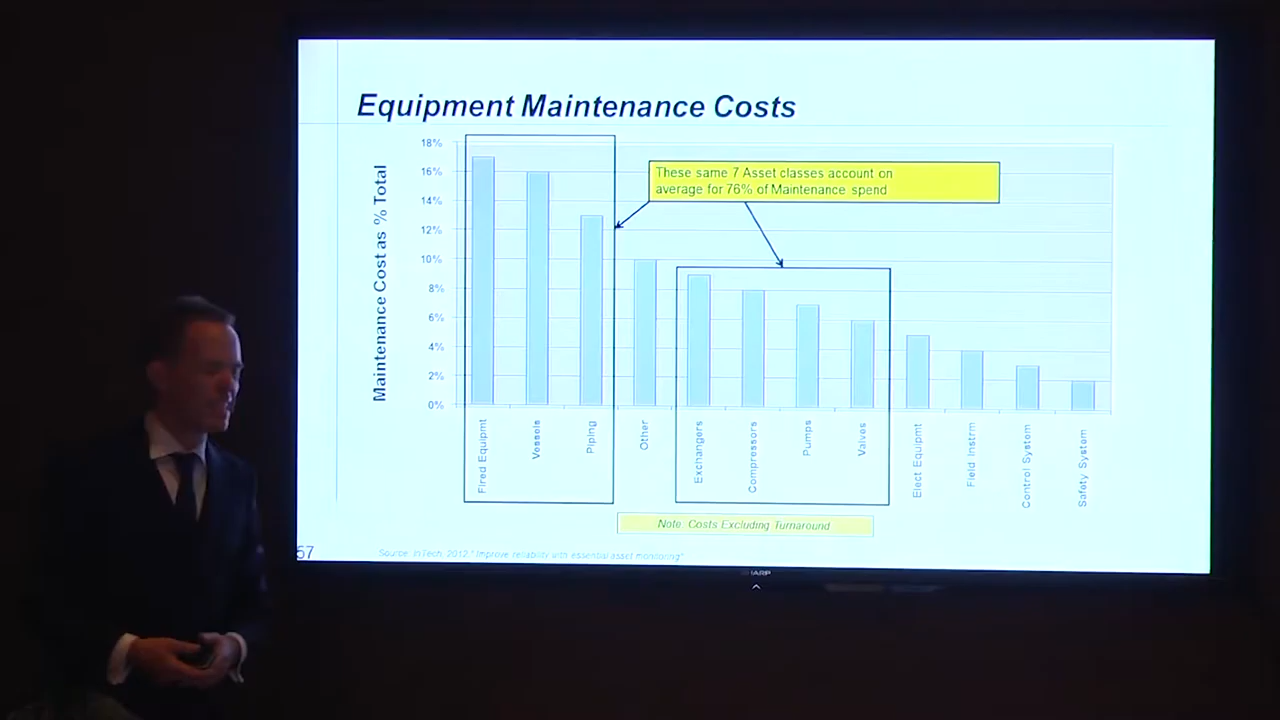 Equipment Maintenance Costs
18%
16%
14%
12%
10%
8%
6%
4%
2%
0%
Maintenance Cost as % Total
These same 7 Asset classes account on
average for 76% of Maintenance spend
Fired Equipmt
Vessels
Piping
Other
Exchangers
Compressors
Pumps
Valves
Elect Equipmt
Field Instrm
Control System
Safety System
Note: Costs Excluding Turnaround
57
Source: InTech, 2012," Improve reliability with essential asset monitoring"
SHARP